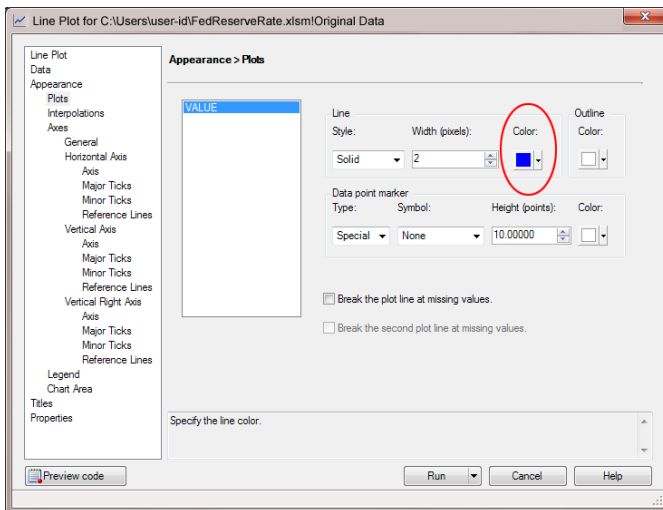 Line Plot for C:\Users\user-id\FedReserveRate.xlsm!Original Data
Line Plot
Data
Appearance
Plots
Interpolations
Axes
General
Horizontal Axis
Axis
Major Ticks
Minor Ticks
Reference Lines
Vertical Axis
Axis
Major Ticks
Minor Ticks
Reference Lines
Vertical Right Axis
Axis
Major Ticks
Minor Ticks
Reference Lines
Legend
Chart Area
Titles
Properties
Appearance > Plots
VALUE
Line
Style: Width (pixels): Color:
Solid 2
Outline
Color:
Data point marker
Type: Symbol: Height (points): Color:
Special None 10.00000
Break the plot line at missing values.
Break the second plot line at missing values.
Specify the line color.
Preview code Run Cancel Help